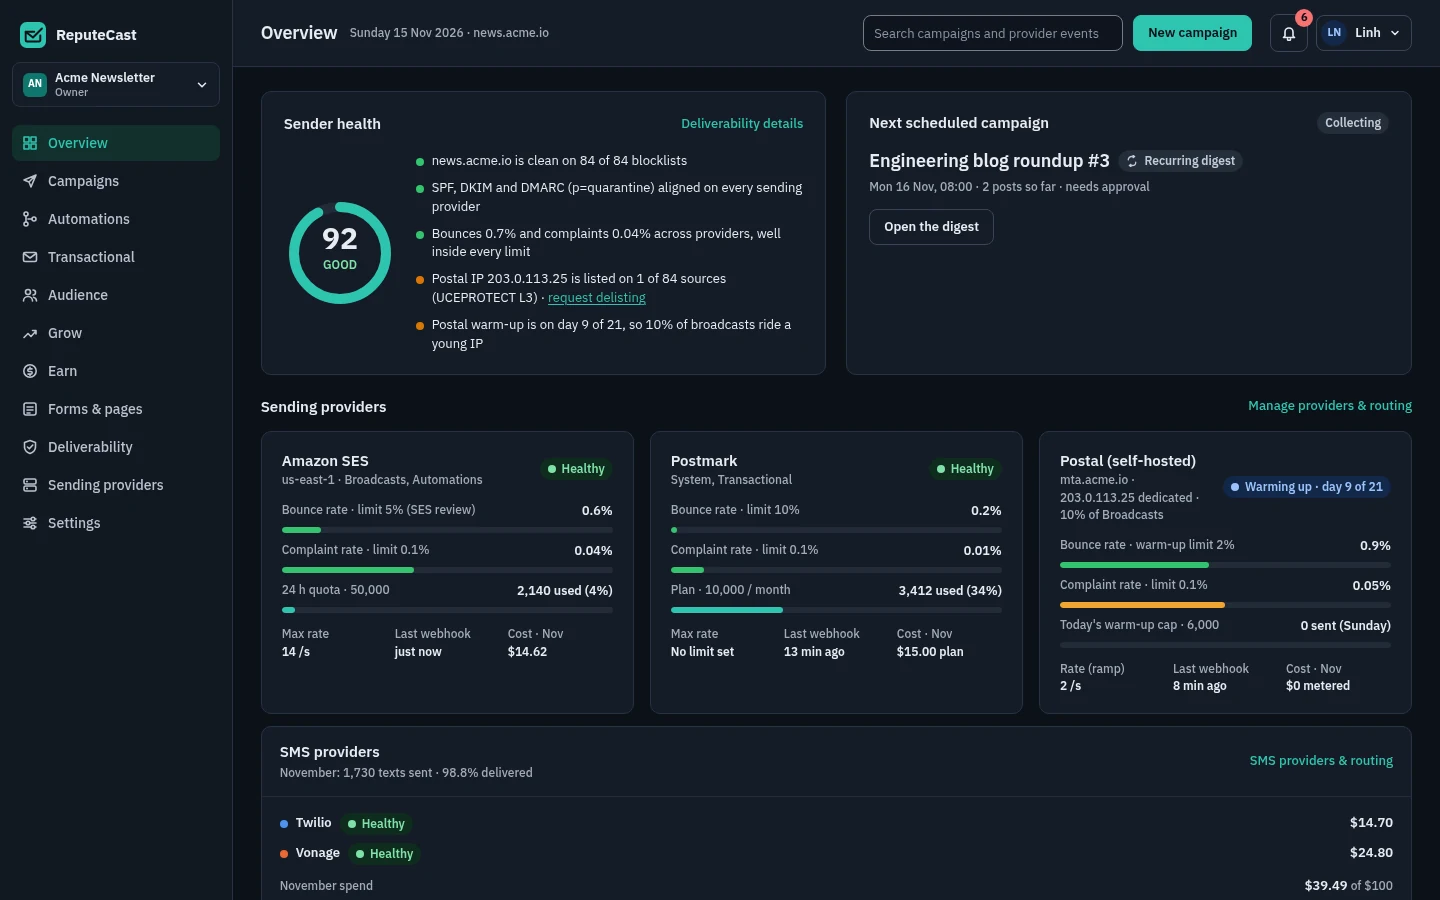 ReputeCast
AN
Acme Newsletter
Owner
Overview
Campaigns
Automations
Transactional
Audience
Grow
Earn
Forms & pages
Deliverability
Sending providers
Settings
Overview
Sunday 15 Nov 2026 · news.acme.io
Search campaigns and provider events
New campaign
6
LN
Linh
Sender health
Deliverability details
92
GOOD
news.acme.io is clean on 84 of 84 blocklists
SPF, DKIM and DMARC (p=quarantine) aligned on every sending
provider
Bounces 0.7% and complaints 0.04% across providers, well
inside every limit
Postal IP 203.0.113.25 is listed on 1 of 84 sources
(UCEPROTECT L3) · request delisting
Postal warm-up is on day 9 of 21, so 10% of broadcasts ride a
young IP
Next scheduled campaign
Collecting
Engineering blog roundup #3
Recurring digest
Mon 16 Nov, 08:00 · 2 posts so far · needs approval
Open the digest
Sending providers
Manage providers & routing
Amazon SES
us-east-1 · Broadcasts, Automations
Healthy
Bounce rate · limit 5% (SES review)
0.6%
Complaint rate · limit 0.1%
0.04%
24 h quota · 50,000
2,140 used (4%)
Max rate
14 /s
Last webhook
just now
Cost · Nov
$14.62
Postmark
System, Transactional
Healthy
Bounce rate · limit 10%
0.2%
Complaint rate · limit 0.1%
0.01%
Plan · 10,000 / month
3,412 used (34%)
Max rate
No limit set
Last webhook
13 min ago
Cost · Nov
$15.00 plan
Postal (self-hosted)
mta.acme.io ·
203.0.113.25 dedicated ·
10% of Broadcasts
Warming up · day 9 of 21
Bounce rate · warm-up limit 2%
0.9%
Complaint rate · limit 0.1%
0.05%
Today's warm-up cap · 6,000
0 sent (Sunday)
Rate (ramp)
2 /s
Last webhook
8 min ago
Cost · Nov
$0 metered
SMS providers
November: 1,730 texts sent · 98.8% delivered
SMS providers & routing
Twilio
Healthy
$14.70
Vonage
Healthy
$24.80
November spend
$39.49 of $100